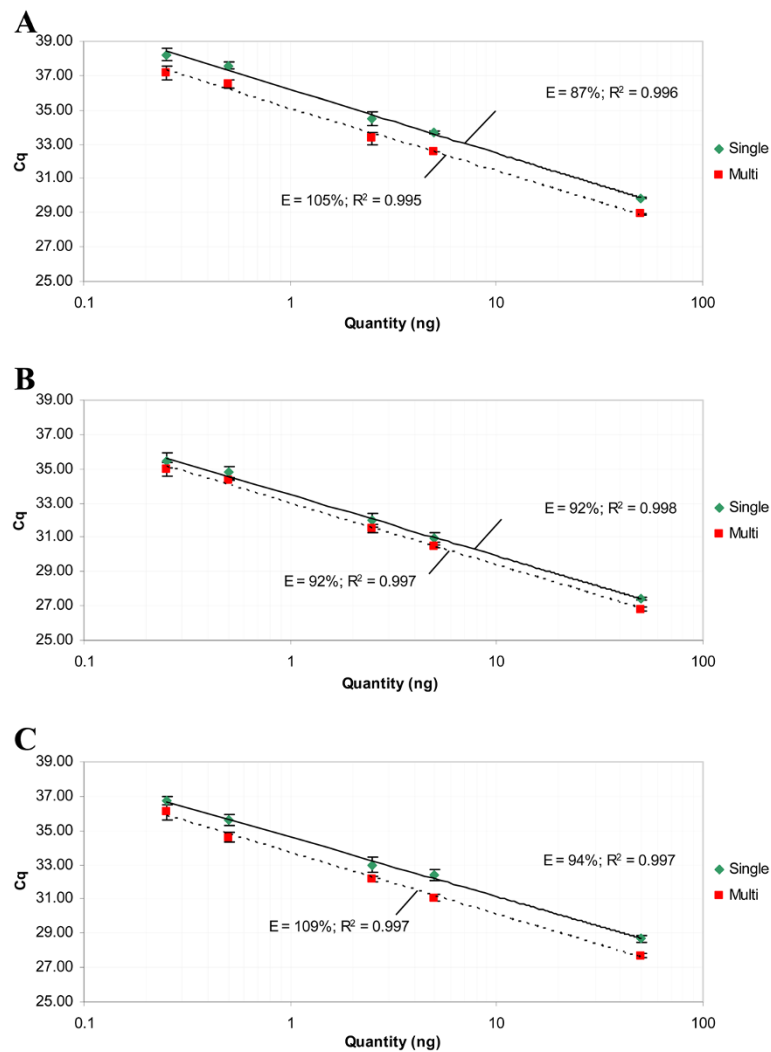 A
39.00
37.00
35.00
33.00
31.00
29.00
27.00
25.00
Cq
E = 87%; R² = 0.996
E = 105%; R² = 0.995
Single
Multi
0.1 1 10 100
Quantity (ng)
B
39.00
37.00
35.00
33.00
31.00
29.00
27.00
25.00
Cq
E = 92%; R² = 0.998
E = 92%; R² = 0.997
Single
Multi
0.1 1 10 100
Quantity (ng)
C
39.00
37.00
35.00
33.00
31.00
29.00
27.00
25.00
Cq
E = 94%; R² = 0.997
E = 109%; R² = 0.997
Single
Multi
0.1 1 10 100
Quantity (ng)